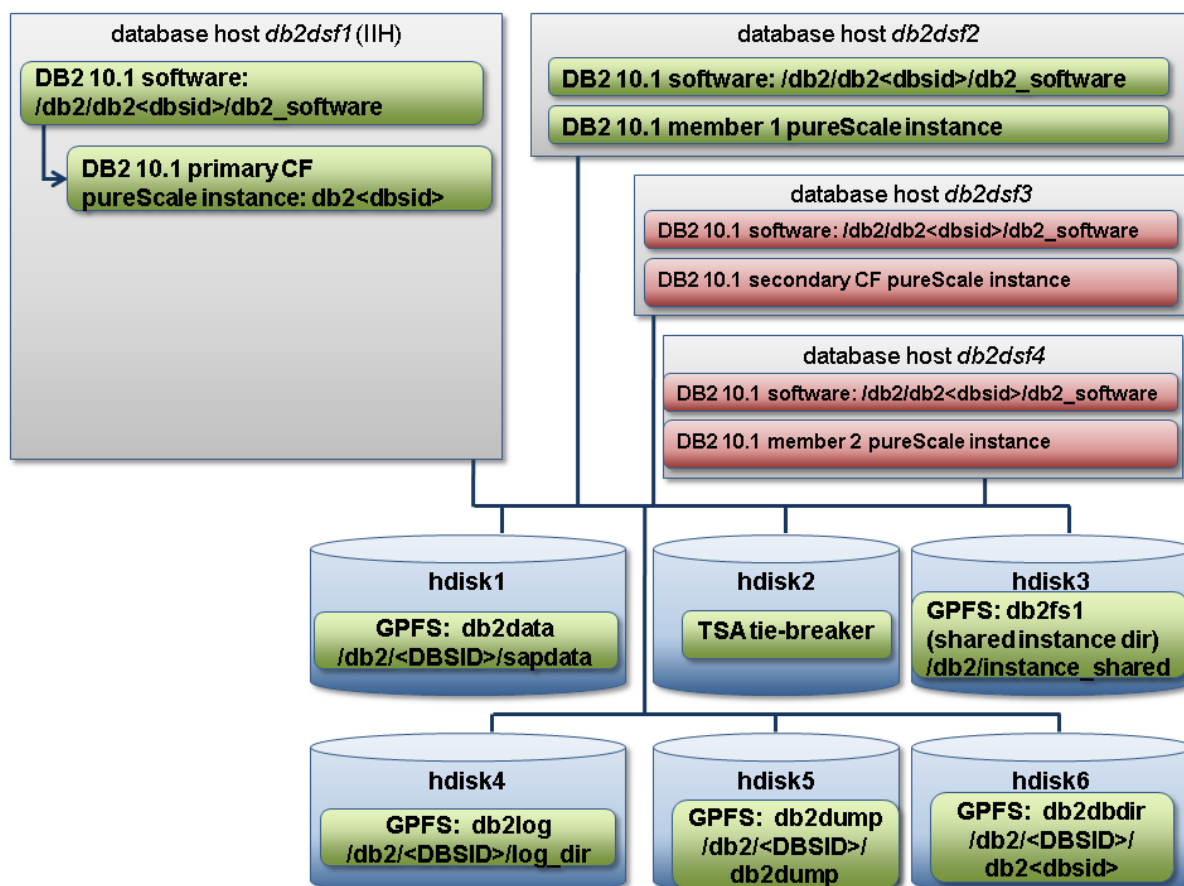 database host db2dsf1 (IIH)
DB2 10.1 software:
/db2/db2<dbsid>/db2_software
DB2 10.1 primary CF
pureScale instance: db2<dbsid>
database host db2dsf2
DB2 10.1 software: /db2/db2<dbsid>/db2_software
DB2 10.1 member 1 pureScale instance
database host db2dsf3
DB2 10.1 software: /db2/db2<dbsid>/db2_software
DB2 10.1 secondary CF pureScale instance
database host db2dsf4
DB2 10.1 software: /db2/db2<dbsid>/db2_software
DB2 10.1 member 2 pureScale instance
hdisk1
GPFS: db2data
/db2/<DBSID>/sapdata
hdisk2
TSA tie-breaker
hdisk3
GPFS: db2fs1
(shared instance dir)
/db2/instance_shared
hdisk4
GPFS: db2log
/db2/<DBSID>/log_dir
hdisk5
GPFS: db2dump
/db2/<DBSID>/
db2dump
hdisk6
GPFS: db2dbdir
/db2/<DBSID>/
db2<dbsid>